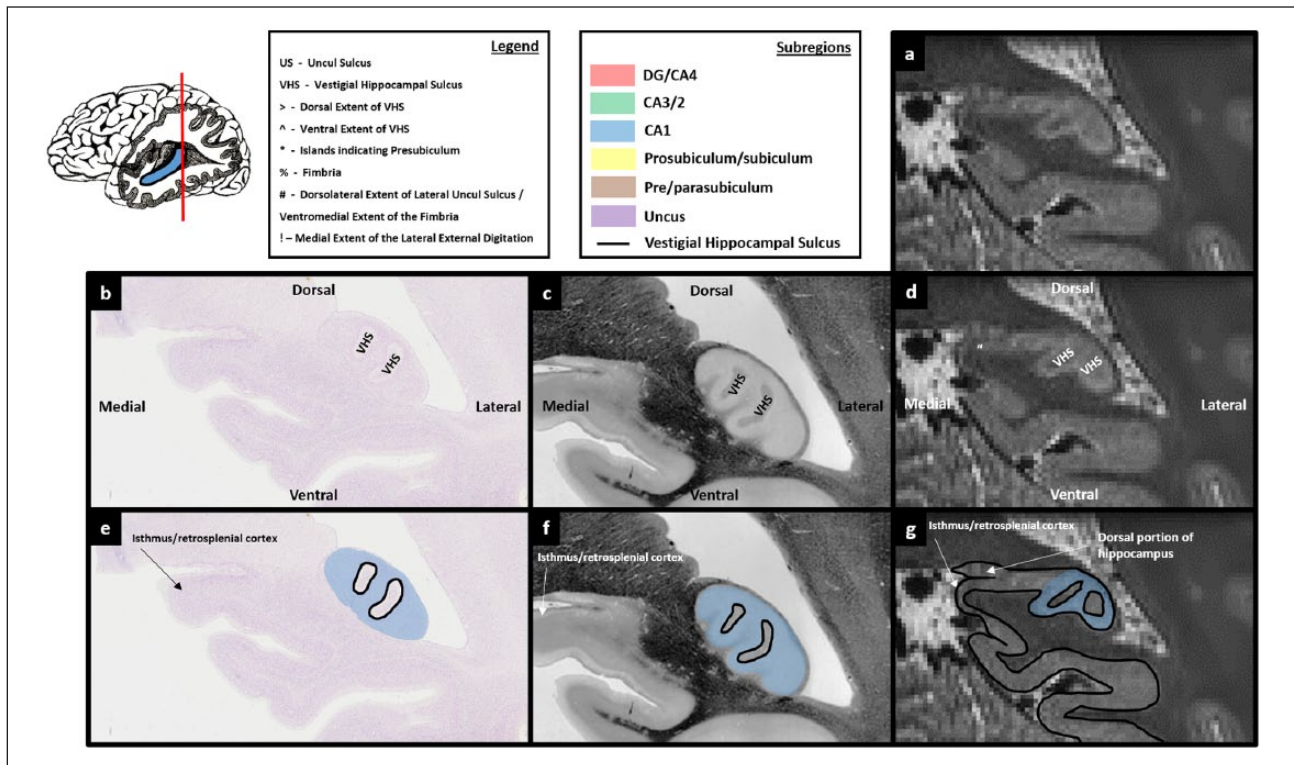 Legend
US - Uncul Sulcus
VHS - Vestigial Hippocampal Sulcus
> - Dorsal Extent of VHS
^ - Ventral Extent of VHS
* - Islands indicating Presubiculum
% - Fimbria
# - Dorsolateral Extent of Lateral Uncul Sulcus /
Ventromedial Extent of the Fimbria
! – Medial Extent of the Lateral External Digitation
Subregions
DG/CA4
CA3/2
CA1
Prosubiculum/subiculum
Pre/parasubiculum
Uncus
Vestigial Hippocampal Sulcus
a
b
Dorsal
VHS
VHS
Medial
Lateral
Ventral
c
Dorsal
VHS
VHS
Medial
Lateral
Ventral
d
Dorsal
"
VHS
VHS
Medial
Lateral
Ventral
e
Isthmus/retrosplenial cortex
f
Isthmus/retrosplenial cortex
g
Isthmus/retrosplenial cortex
Dorsal portion of
hippocampus